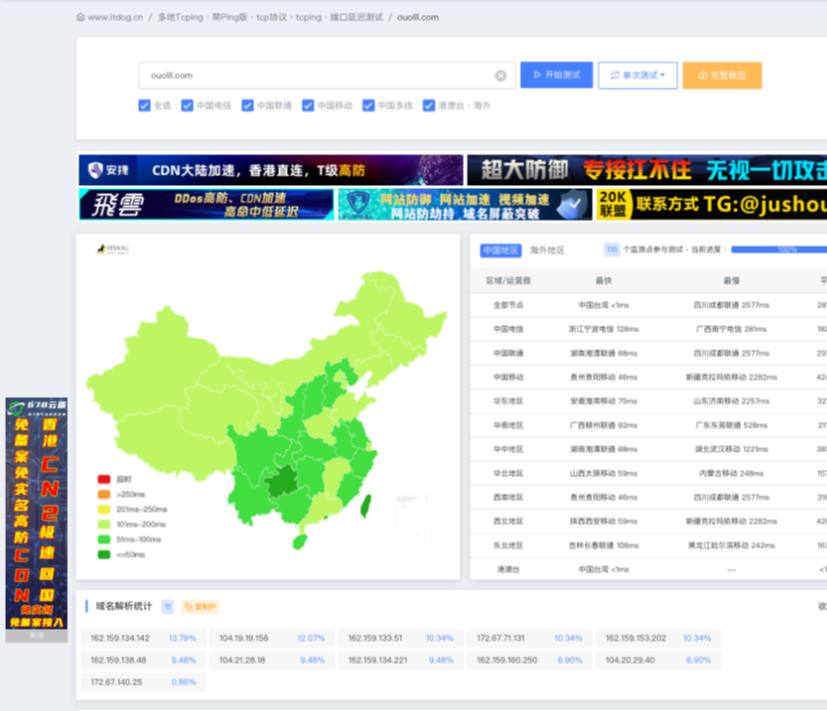 www.itdog.cn / 多地Tcping、禁Ping版、tcp协议、tcping、端口延迟测试 / ouolll.com
ouolll.com
开始测试
单次测试
完整截图
全选
中国电信
中国联通
中国移动
中国多线
港澳台、海外
安捷
CDN大陆加速，香港直连，T级高防
超大防御 专接扛不住 无视一切攻击
飛雲
DDos高防、CDN加速
高命中低延迟
网站防御 网站加速 视频加速
网站防劫持 域名屏蔽突破
20K
联盟
联系方式 TG:@jushou
ITDOG
中国地区
海外地区
116 个监测点参与测试，当前进度：
100%
区域/运营商 最快 最慢
全部节点 中国台湾 <1ms 四川成都联通 2577ms
中国电信 浙江宁波电信 128ms 广西南宁电信 281ms
中国联通 湖南湘潭联通 88ms 四川成都联通 2577ms
中国移动 贵州贵阳移动 46ms 新疆克拉玛依移动 2282ms
华东地区 安徽淮南移动 75ms 山东济南移动 2257ms
华南地区 广西柳州联通 92ms 广东东莞联通 528ms
华中地区 湖南湘潭联通 88ms 湖北武汉移动 1221ms
华北地区 山西太原移动 59ms 内蒙古移动 248ms
西南地区 贵州贵阳移动 46ms 四川成都联通 2577ms
西北地区 陕西西安移动 59ms 新疆克拉玛依移动 2282ms
东北地区 吉林长春联通 108ms 黑龙江哈尔滨移动 242ms
港澳台 中国台湾 <1ms --
超时
>250ms
201ms-250ms
101ms-200ms
51ms-100ms
<=50ms
678云盾
香港CN2极速回国
免备案免实名高防CDN
免实名
免备案接入
关闭
域名解析统计 11 复制IP
162.159.134.142 13.79%
104.19.19.156 12.07%
162.159.133.51 10.34%
172.67.71.131 10.34%
162.159.153.202 10.34%
162.159.138.48 9.48%
104.21.28.18 9.48%
162.159.134.221 9.48%
162.159.160.250 6.90%
104.20.29.40 6.90%
172.67.140.25 0.86%